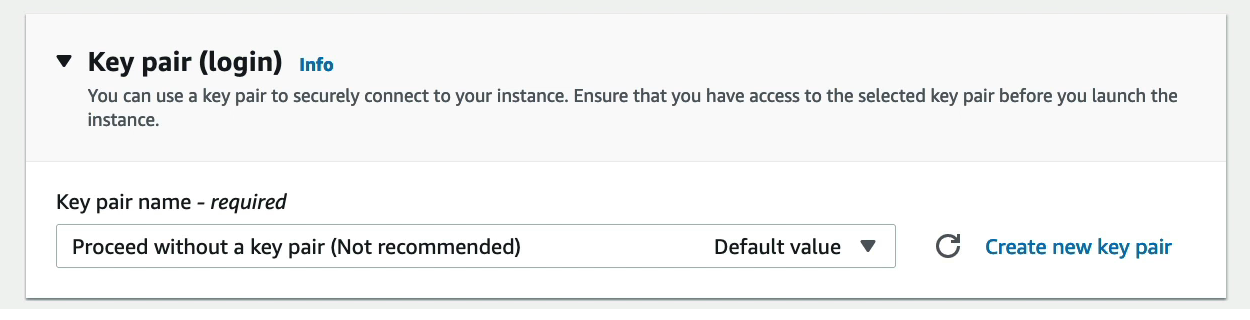 Key pair (login) Info
You can use a key pair to securely connect to your instance. Ensure that you have access to the selected key pair before you launch the
instance.
Key pair name - required
Proceed without a key pair (Not recommended) Default value Create new key pair